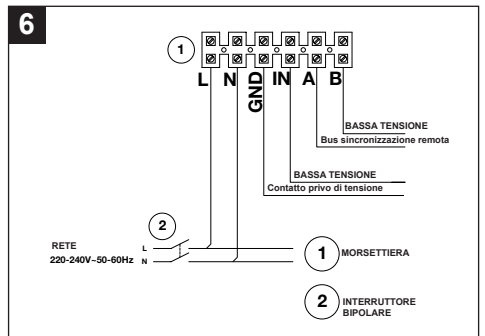 6
1
L N GND IN A B
BASSA TENSIONE
Bus sincronizzazione remota
BASSA TENSIONE
Contatto privo di tensione
2
RETE
220-240V~50-60Hz
L
N
1 MORSETTIERA
2 INTERRUTTORE
BIPOLARE